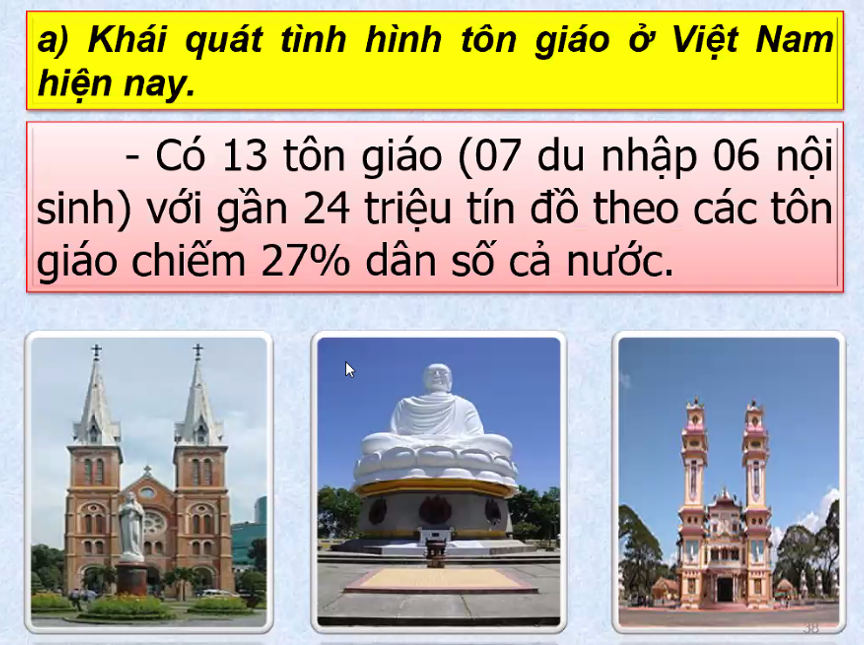 a) Khái quát tình hình tôn giáo ở Việt Nam
hiện nay.
- Có 13 tôn giáo (07 du nhập 06 nội
sinh) với gần 24 triệu tín đồ theo các tôn
giáo chiếm 27% dân số cả nước.
38